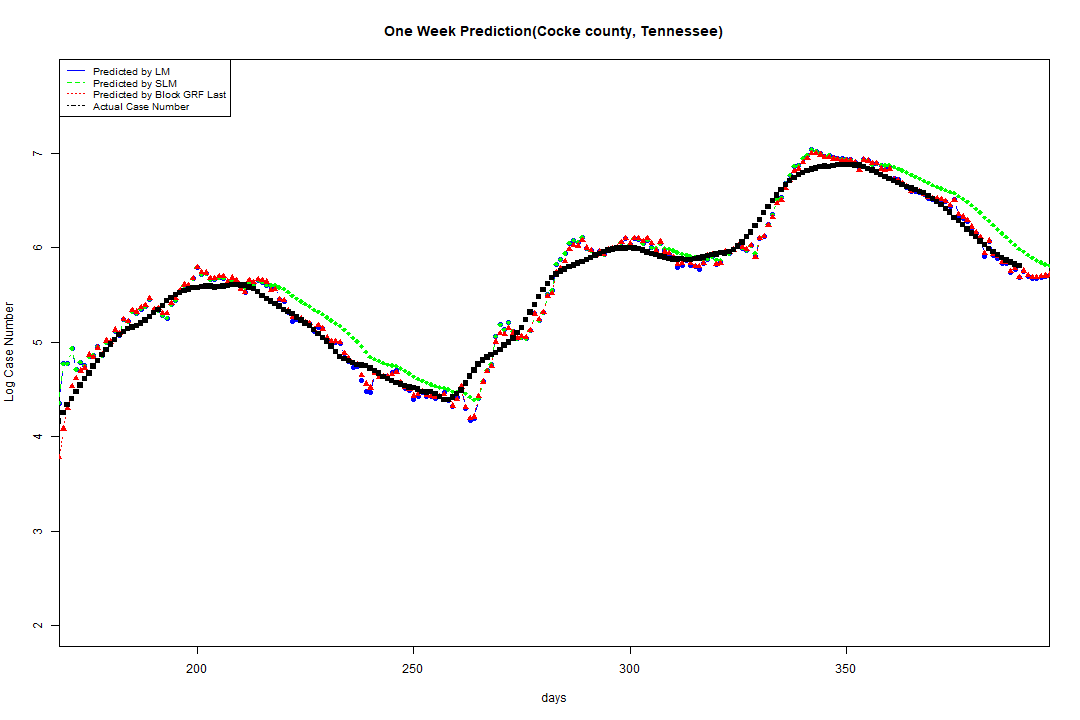 One Week Prediction(Cocke county, Tennessee)
Predicted by LM
Predicted by SLM
Predicted by Block GRF Last
Actual Case Number
7
6
5
4
3
2
Log Case Number
200 250 300 350
days